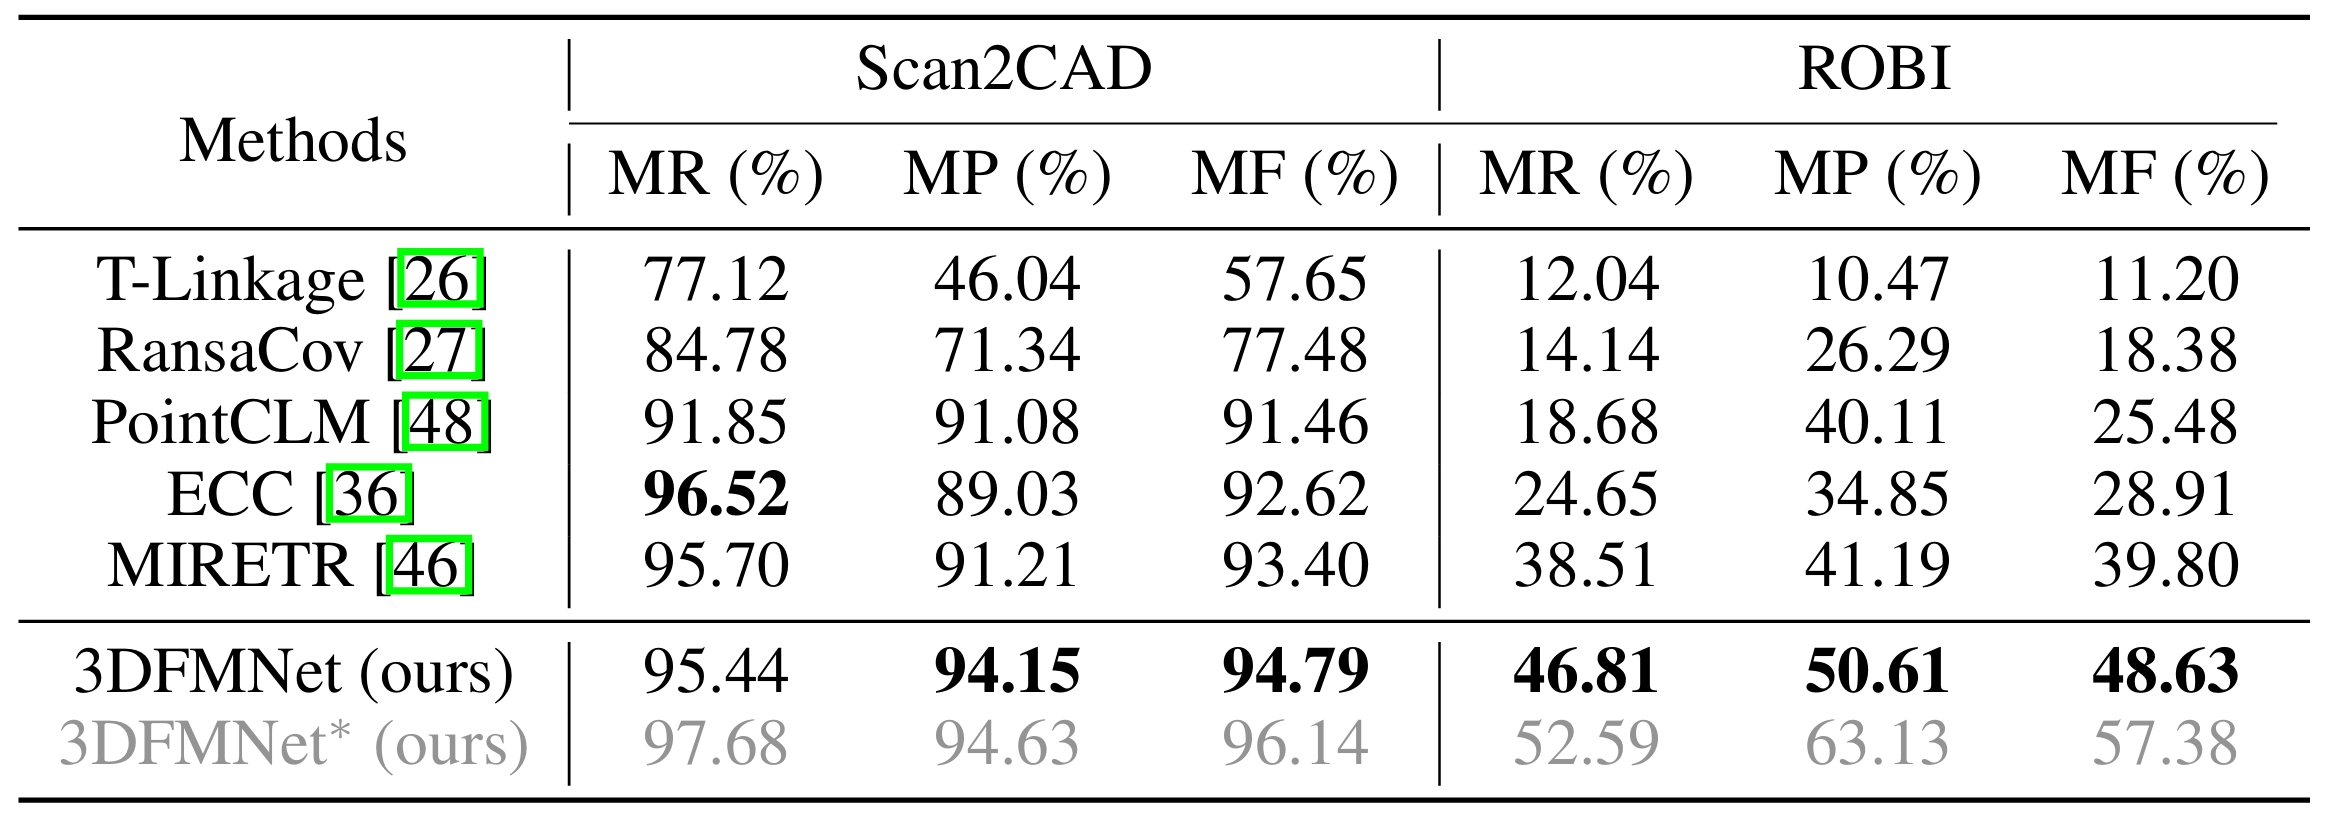 Scan2CAD ROBI
Methods
MR (%) MP (%) MF (%) MR (%) MP (%) MF (%)
T-Linkage [26] 77.12 46.04 57.65 12.04 10.47 11.20
RansaCov [27] 84.78 71.34 77.48 14.14 26.29 18.38
PointCLM [48] 91.85 91.08 91.46 18.68 40.11 25.48
ECC [36] 96.52 89.03 92.62 24.65 34.85 28.91
MIRETR [46] 95.70 91.21 93.40 38.51 41.19 39.80
3DFMNet (ours) 95.44 94.15 94.79 46.81 50.61 48.63
3DFMNet* (ours) 97.68 94.63 96.14 52.59 63.13 57.38